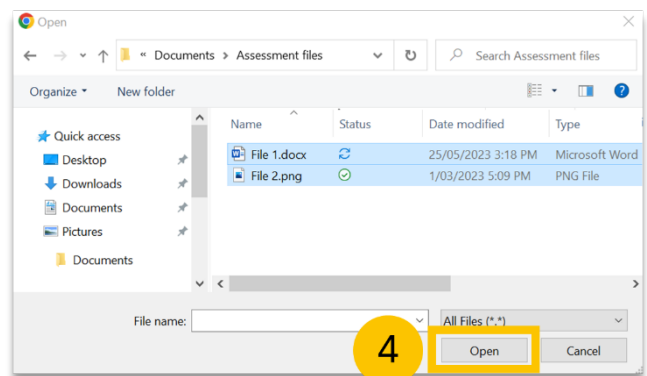 Open
« Documents > Assessment files
Search Assessment files
Organize
New folder
Name Status Date modified Type
Quick access
Desktop
Downloads
Documents
Pictures
Documents
File 1.docx 25/05/2023 3:18 PM Microsoft Word
File 2.png 1/03/2023 5:09 PM PNG File
File name: All Files (*.*)
4
Open Cancel